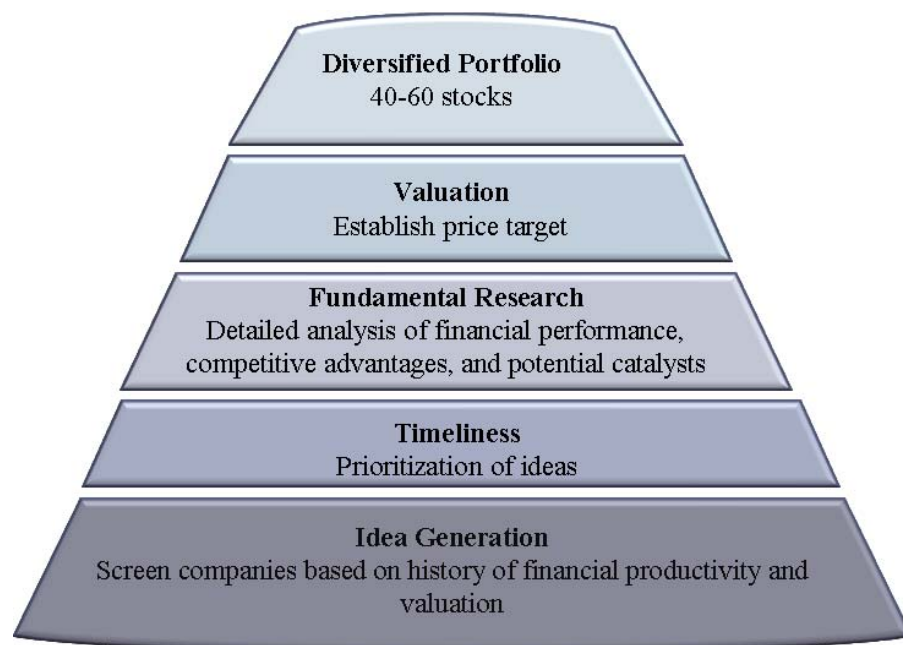 Diversified Portfolio
40-60 stocks
Valuation
Establish price target
Fundamental Research
Detailed analysis of financial performance,
competitive advantages, and potential catalysts
Timeliness
Prioritization of ideas
Idea Generation
Screen companies based on history of financial productivity and
valuation